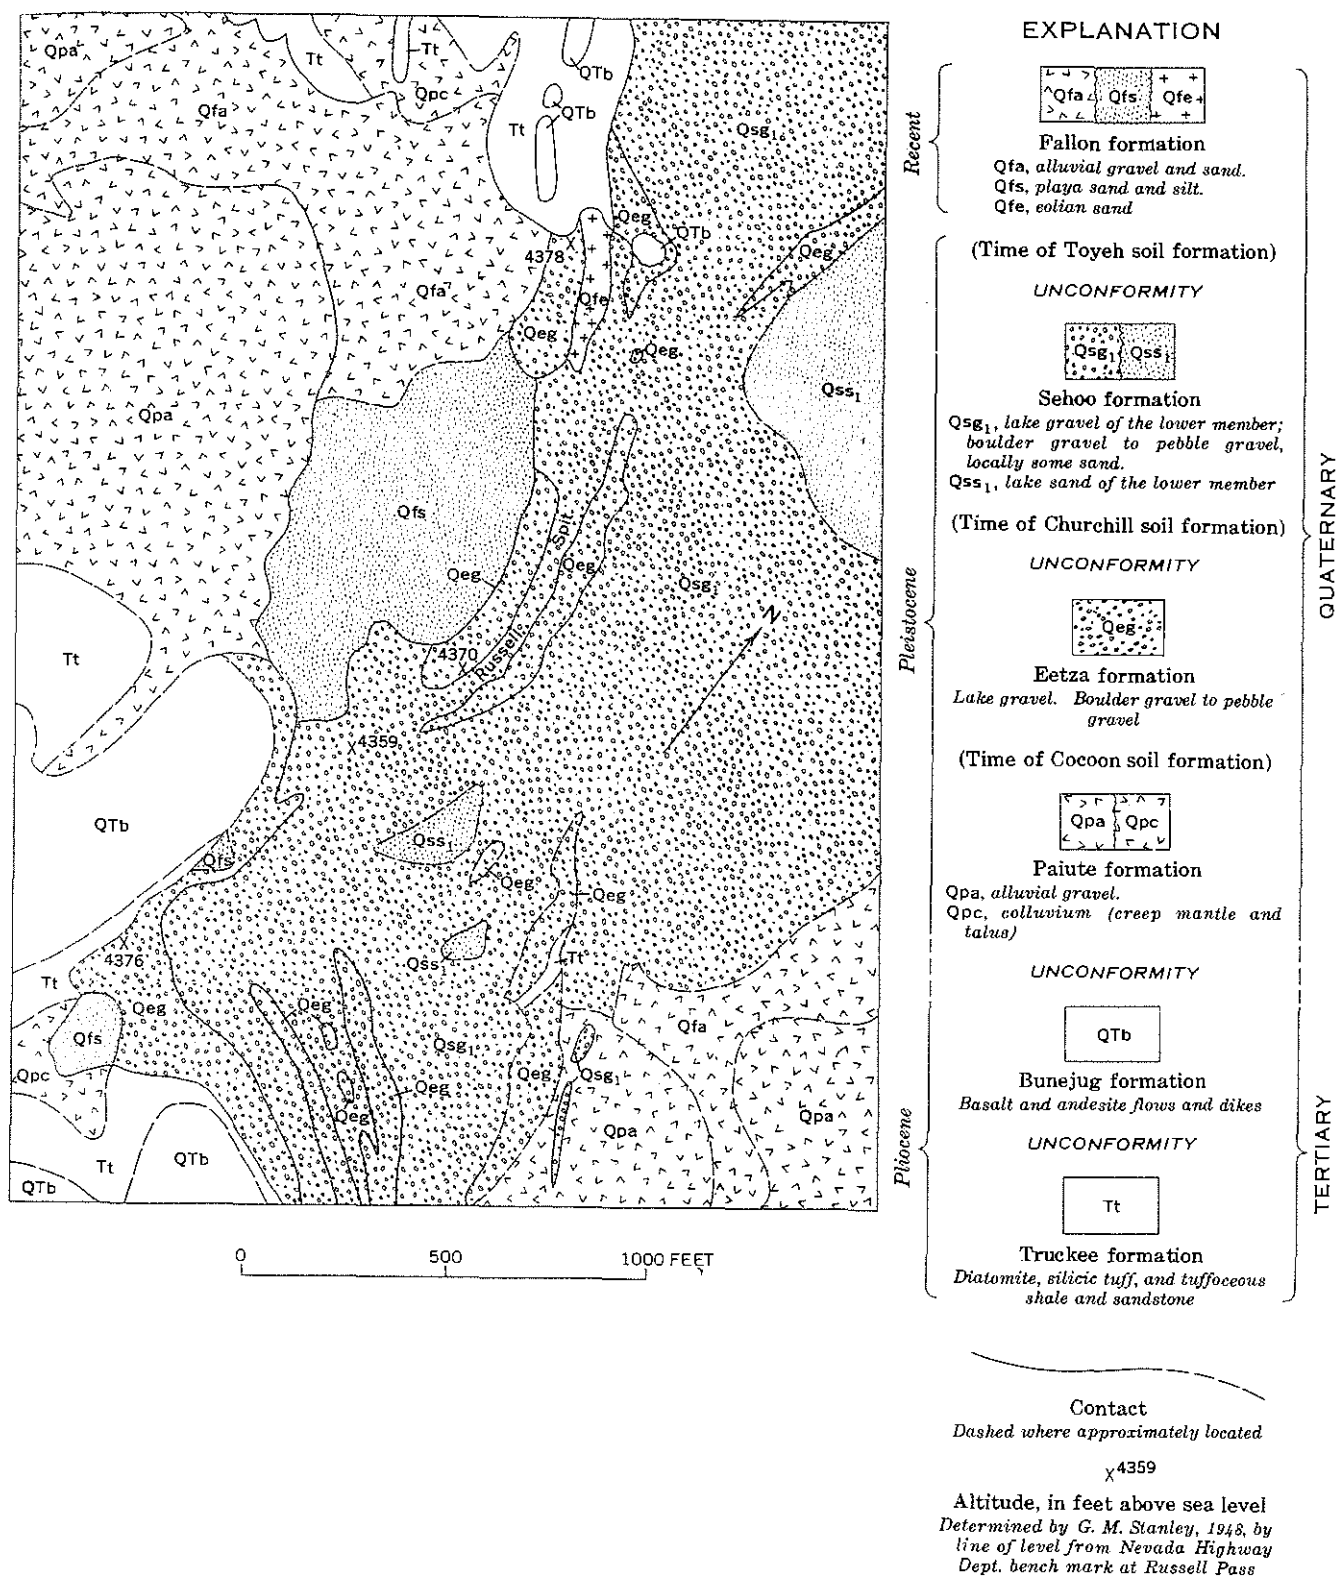 Qpa
Tt
Tt
QTb
Qfa
Qpc
QTb
Tt
Qsg1
Qeg
QTb
4378
Qeg
Qfa
Qfe
Qeg
Qeg
Qss1
Qpa
Qfs
Spit
Qeg
Qeg
Qsg1
N
Tt
4370
Russell
4359
QTb
Qss1
Qfs
Qeg
Qeg
4376
Qss1
Tt
Tt
Qeg
Qeg
Qfa
Qfs
Qsg1
Qpc
Qeg
Qeg
Qsg1
Qeg
Qpa
Qpa
Tt
QTb
QTb
0 500 1000 FEET
EXPLANATION
Qfa Qfs Qfe
Fallon formation
Qfa, alluvial gravel and sand.
Qfs, playa sand and silt.
Qfe, eolian sand
(Time of Toyeh soil formation)
UNCONFORMITY
Qsg1 Qss1
Sehoo formation
Qsg1, lake gravel of the lower member;
boulder gravel to pebble gravel,
locally some sand.
Qss1, lake sand of the lower member
(Time of Churchill soil formation)
UNCONFORMITY
Qeg
Eetza formation
Lake gravel. Boulder gravel to pebble
gravel
(Time of Cocoon soil formation)
Qpa Qpc
Paiute formation
Qpa, alluvial gravel.
Qpc, colluvium (creep mantle and
talus)
UNCONFORMITY
QTb
Bunejug formation
Basalt and andesite flows and dikes
UNCONFORMITY
Tt
Truckee formation
Diatomite, silicic tuff, and tuffoceous
shale and sandstone
Recent
Pleistocene
Pliocene
QUATERNARY
TERTIARY
Contact
Dashed where approximately located
X4359
Altitude, in feet above sea level
Determined by G. M. Stanley, 1948, by
line of level from Nevada Highway
Dept. bench mark at Russell Pass